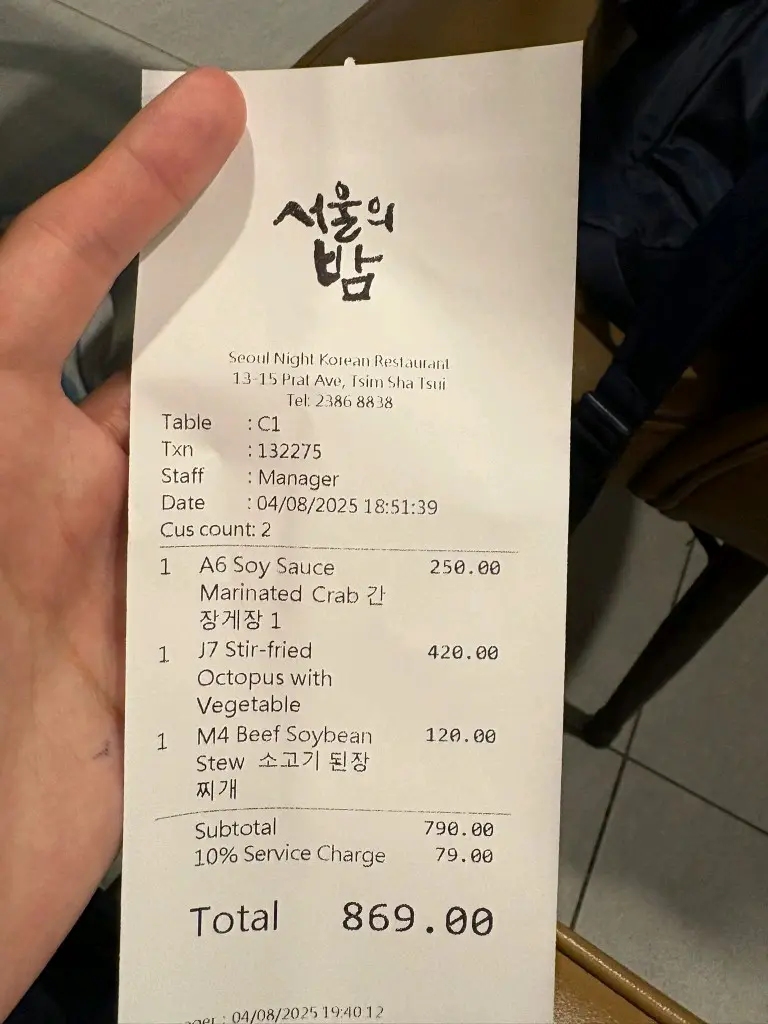 서울의
밤
Seoul Night Korean Restaurant
13-15 Prat Ave, Tsim Sha Tsui
Tel: 2386 8838
Table : C1
Txn : 132275
Staff : Manager
Date : 04/08/2025 18:51:39
Cus count: 2
1 A6 Soy Sauce 250.00
Marinated Crab 간
장게장 1
1 J7 Stir-fried 420.00
Octopus with
Vegetable
1 M4 Beef Soybean 120.00
Stew 소고기 된장
찌개
Subtotal 790.00
10% Service Charge 79.00
Total 869.00
: 04/08/2025 19:40:12